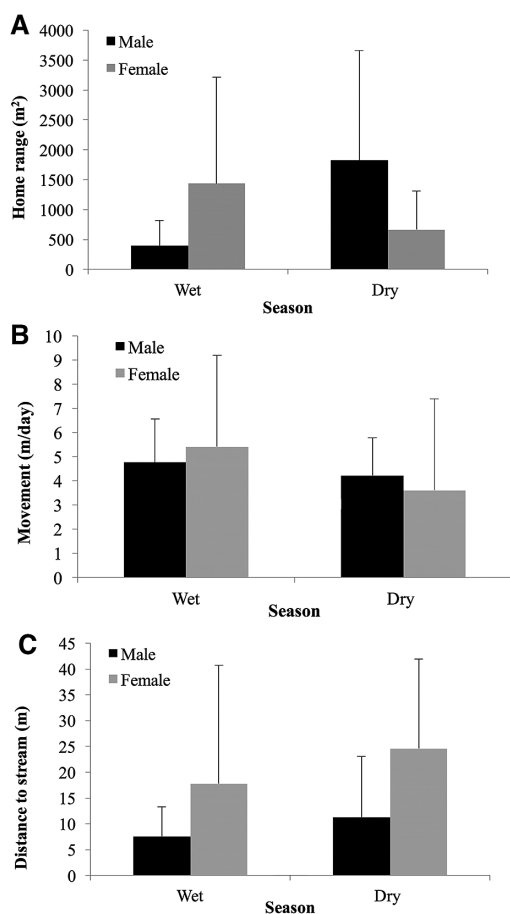 A
4000
3500
3000
2500
2000
1500
1000
500
0
Home range (m²)
Male
Female
Wet
Dry
Season
B
10
9
8
7
6
5
4
3
2
1
0
Movement (m/day)
Male
Female
Wet
Dry
Season
C
45
40
35
30
25
20
15
10
5
0
Distance to stream (m)
Male
Female
Wet
Dry
Season